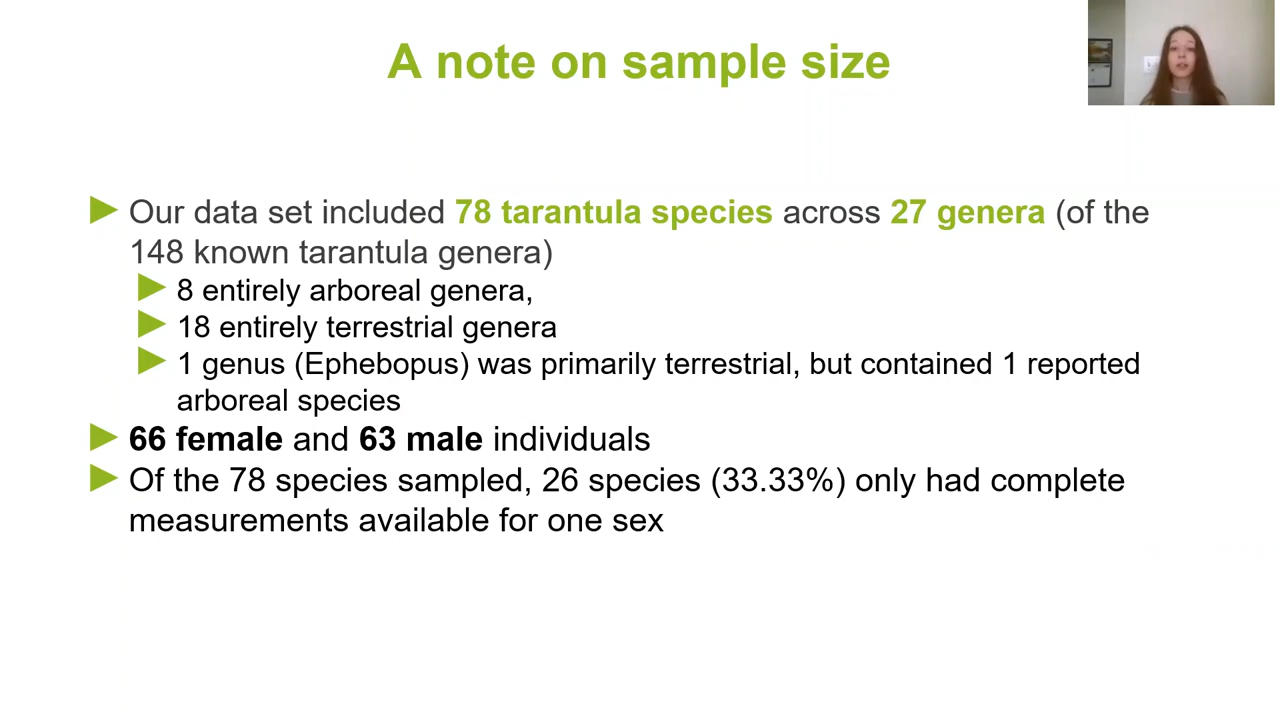 A note on sample size
Our data set included 78 tarantula species across 27 genera (of the
148 known tarantula genera)
8 entirely arboreal genera,
18 entirely terrestrial genera
1 genus (Ephebopus) was primarily terrestrial, but contained 1 reported
arboreal species
66 female and 63 male individuals
Of the 78 species sampled, 26 species (33.33%) only had complete
measurements available for one sex